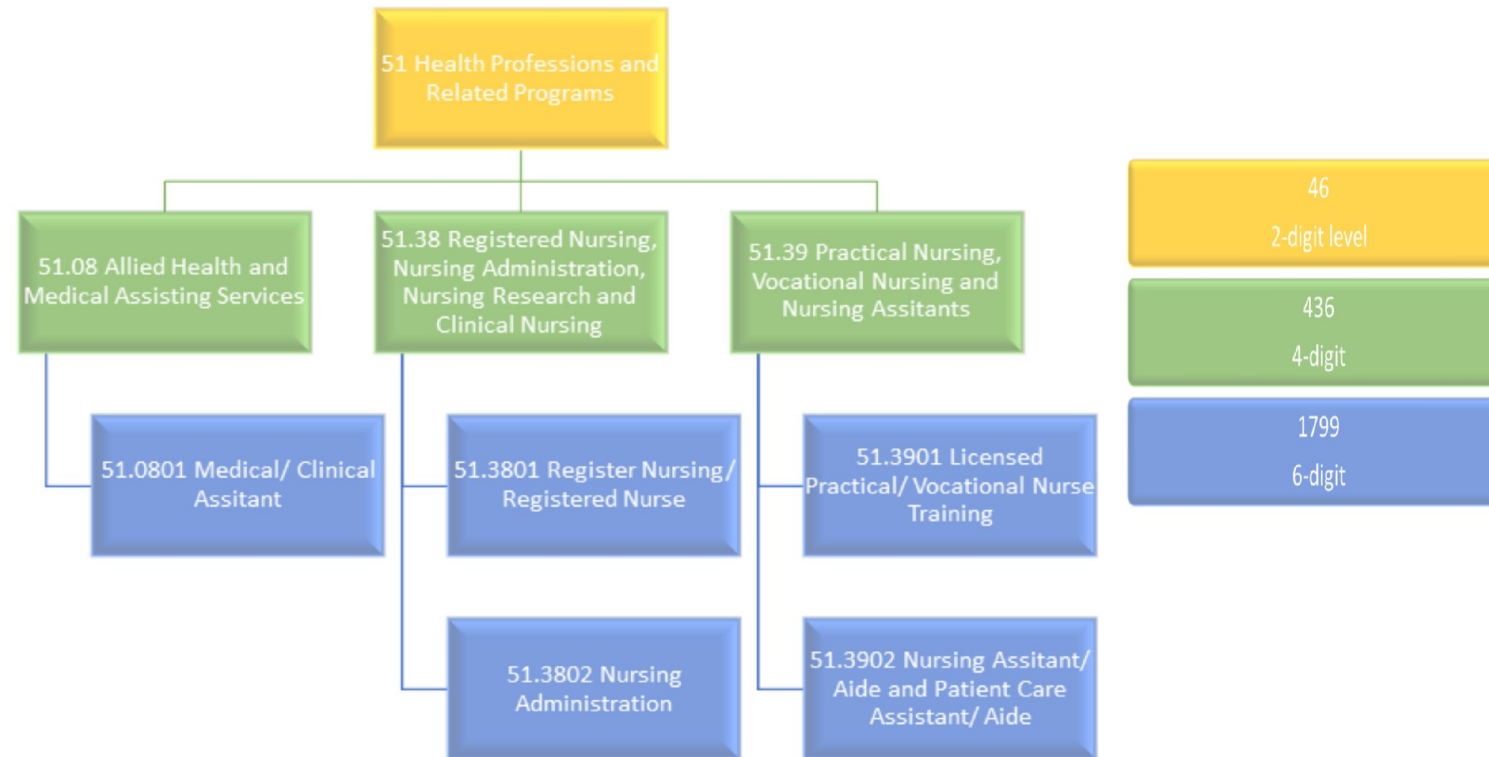 51 Health Professions and
Related Programs
51.08 Allied Health and
Medical Assisting Services
51.38 Registered Nursing,
Nursing Administration,
Nursing Research and
Clinical Nursing
51.39 Practical Nursing,
Vocational Nursing and
Nursing Assitants
51.0801 Medical/ Clinical
Assitant
51.3801 Register Nursing/
Registered Nurse
51.3901 Licensed
Practical/ Vocational Nurse
Training
51.3802 Nursing
Administration
51.3902 Nursing Assitant/
Aide and Patient Care
Assistant/ Aide
46
2-digit level
436
4-digit
1799
6-digit